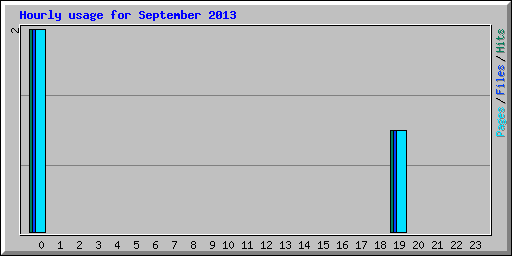 Hourly usage for September 2013
2
Pages/Files/Hits
0 1 2 3 4 5 6 7 8 9 10 11 12 13 14 15 16 17 18 19 20 21 22 23